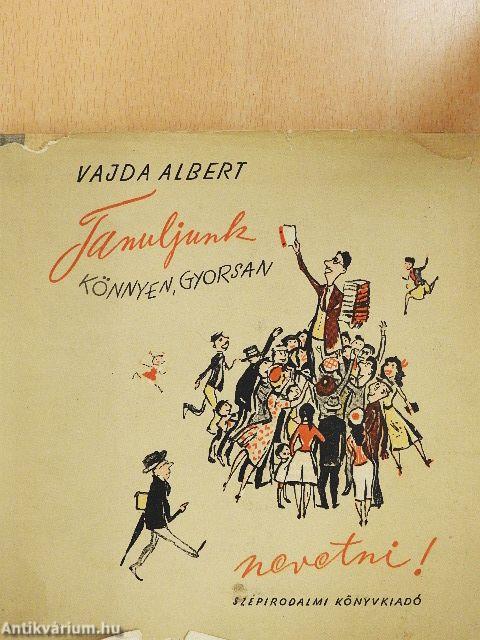 VAJDA ALBERT
Tanuljunk
KÖNNYEN, GYORSAN
nevetni!
SZÉPIRODALMI KÖNYVKIADÓ
Antikvárium.hu